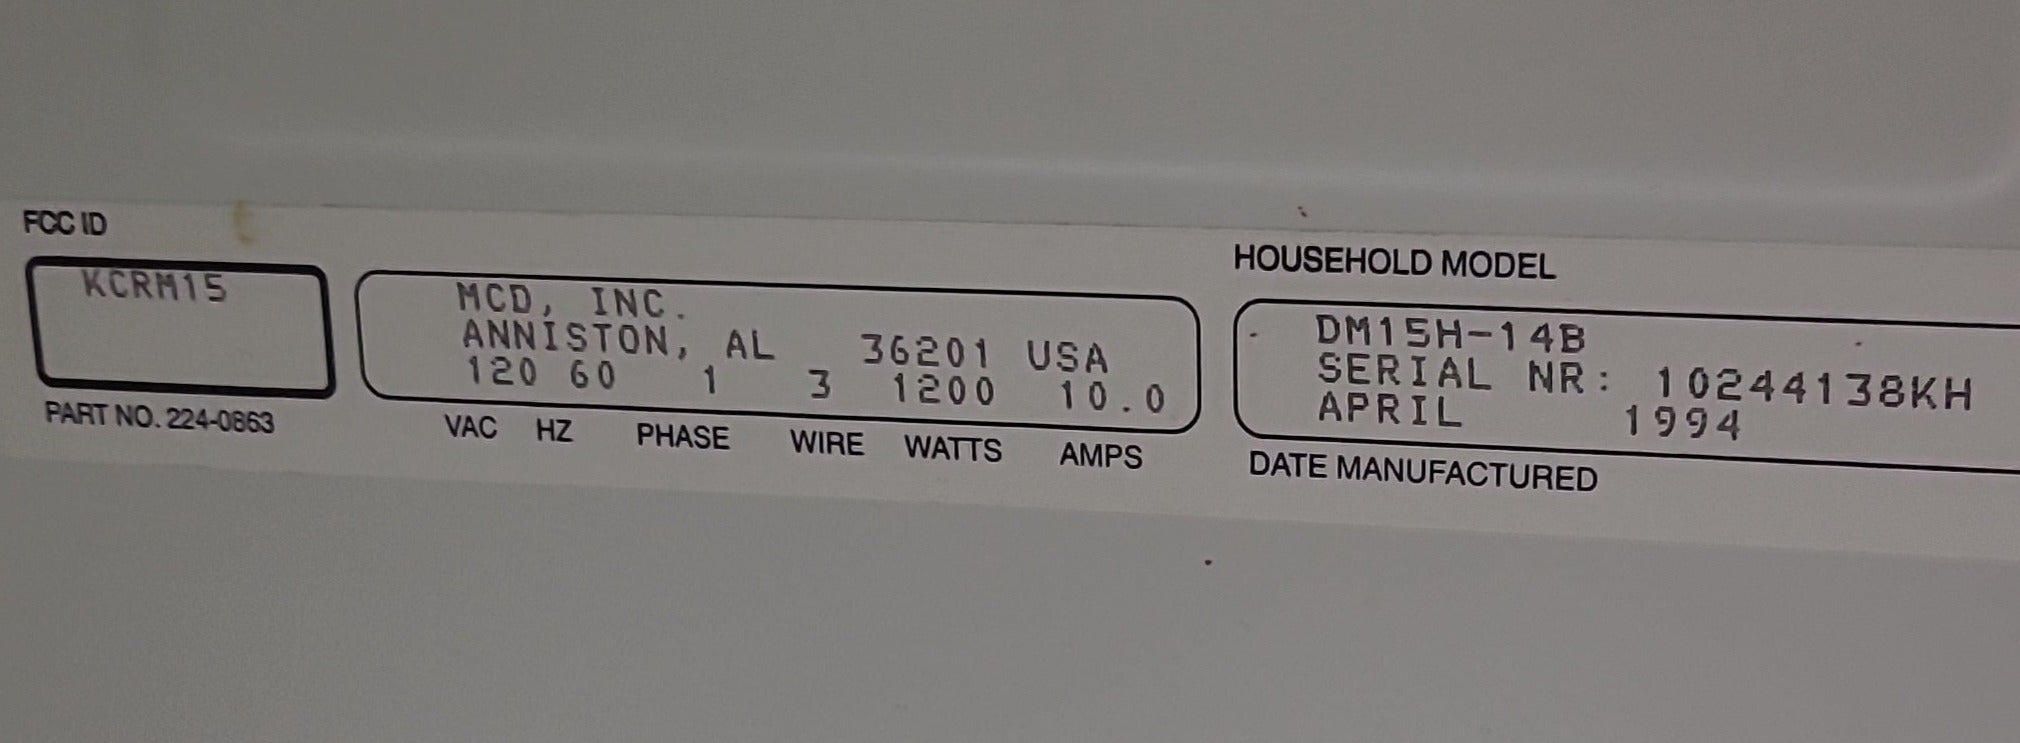 FCC ID
KCRM15
PART NO. 224-0863
MCD, INC.
ANNISTON, AL 36201 USA
120 60 1 3 1200 10.0
VAC HZ PHASE WIRE WATTS AMPS
HOUSEHOLD MODEL
DM15H-14B
SERIAL NR: 10244138KH
APRIL 1994
DATE MANUFACTURED